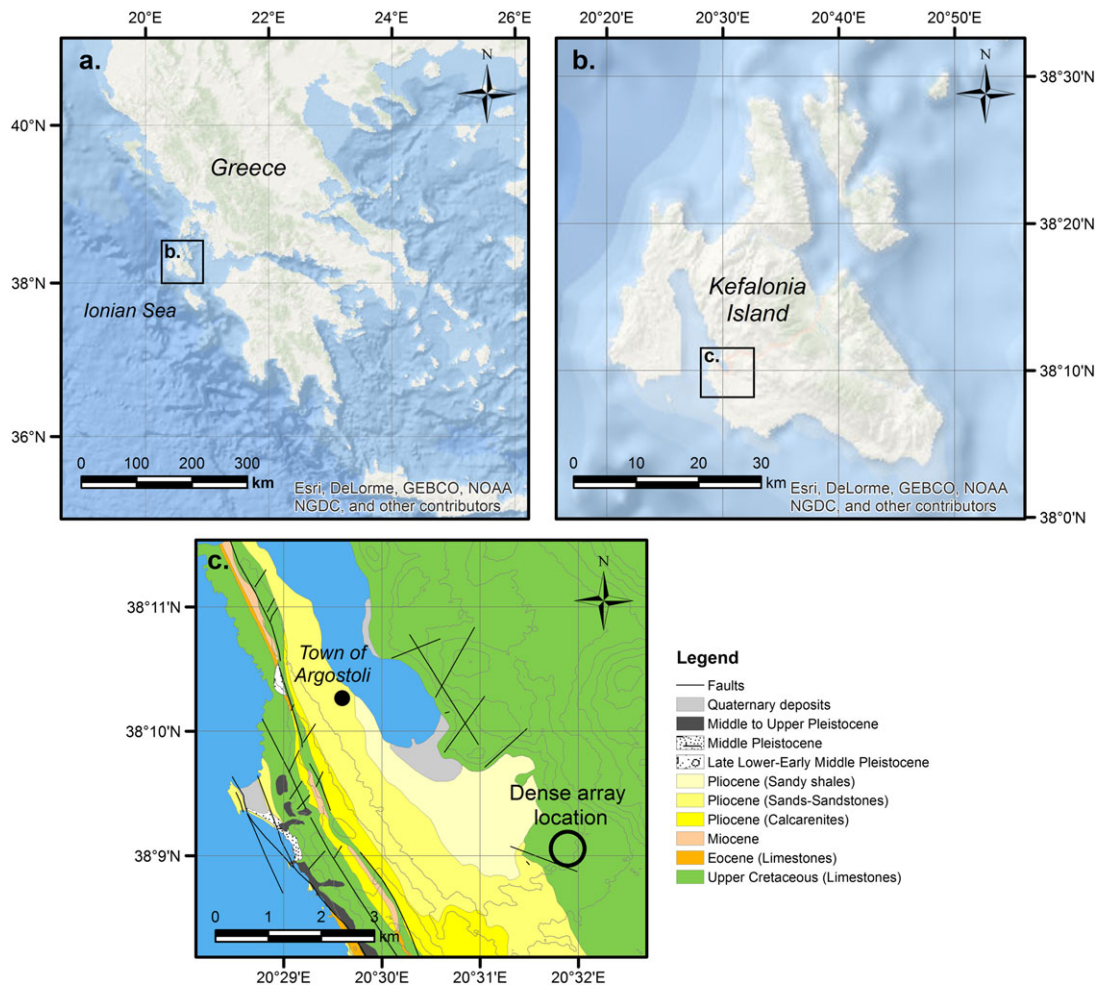 20°E 22°E 24°E 26°E
a.
N
40°N
Greece
b.
38°N
Ionian Sea
36°N
0 100 200 300
km
Esri, DeLorme, GEBCO, NOAA
NGDC, and other contributors
20°20'E 20°30'E 20°40'E 20°50'E
b.
N
38°30'N
38°20'N
Kefalonia
Island
c.
38°10'N
0 10 20 30
km
Esri, DeLorme, GEBCO, NOAA
NGDC, and other contributors
38°0'N
c.
N
38°11'N
Town of
Argostoli
38°10'N
Dense array
location
38°9'N
0 1 2 3
km
20°29'E 20°30'E 20°31'E 20°32'E
Legend
Faults
Quaternary deposits
Middle to Upper Pleistocene
Middle Pleistocene
Late Lower-Early Middle Pleistocene
Pliocene (Sandy shales)
Pliocene (Sands-Sandstones)
Pliocene (Calcarenites)
Miocene
Eocene (Limestones)
Upper Cretaceous (Limestones)